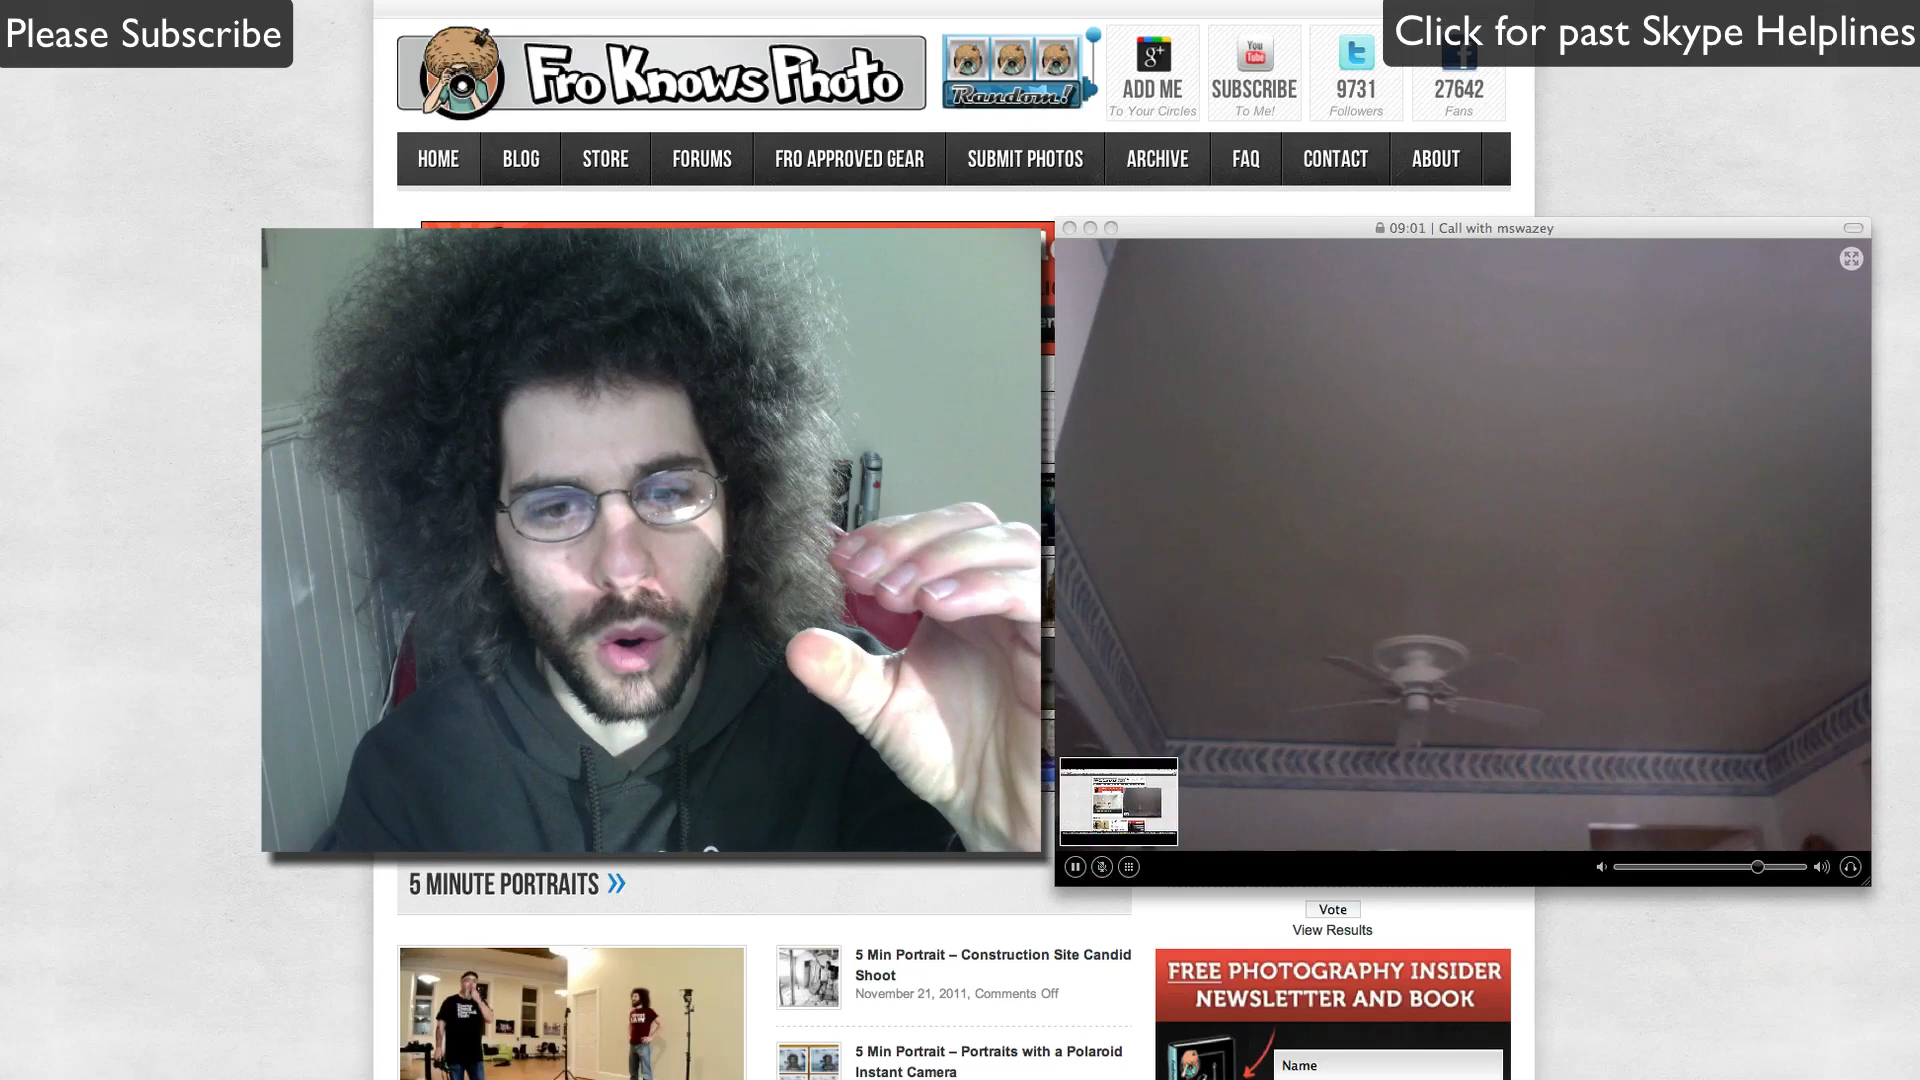 Please Subscribe
Click for past Skype Helplines
Fro Knows Photo
Random!
g+
ADD ME
To Your Circles
You
Tube
SUBSCRIBE
To Me!
9731
Followers
27642
Fans
HOME
BLOG
STORE
FORUMS
FRO APPROVED GEAR
SUBMIT PHOTOS
ARCHIVE
FAQ
CONTACT
ABOUT
09:01 | Call with mswazey
5 MINUTE PORTRAITS »
Vote
View Results
5 Min Portrait – Construction Site Candid
Shoot
November 21, 2011, Comments Off
5 Min Portrait – Portraits with a Polaroid
Instant Camera
FREE PHOTOGRAPHY INSIDER
NEWSLETTER AND BOOK
Name